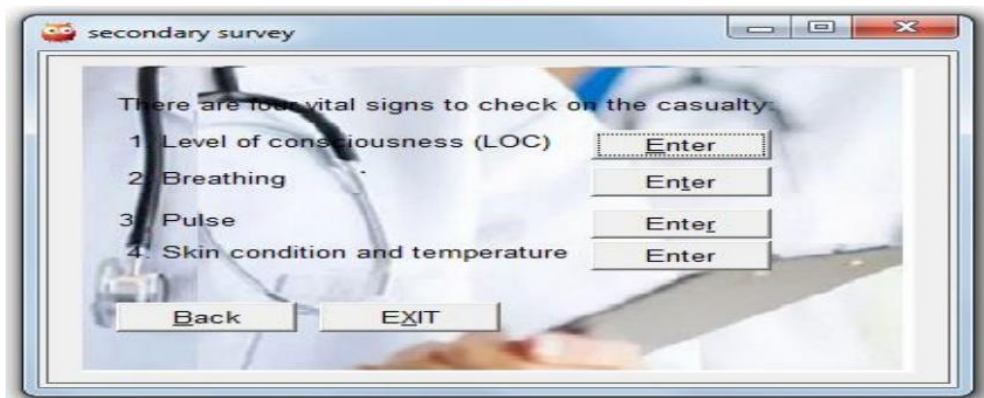 secondary survey
There are four vital signs to check on the casualty:
1. Level of consciousness (LOC) Enter
2. Breathing Enter
3. Pulse Enter
4. Skin condition and temperature Enter
Back EXIT